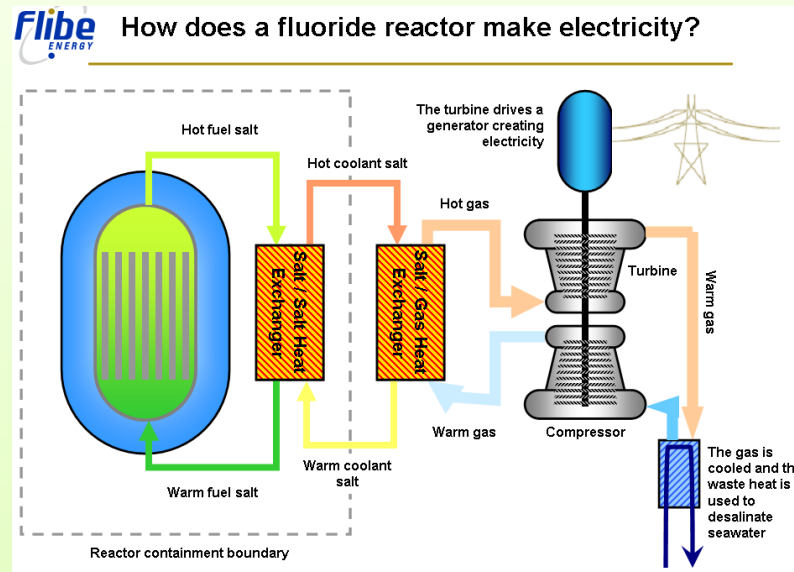 Flibe
ENERGY
How does a fluoride reactor make electricity?
The turbine drives a
generator creating
electricity
Hot fuel salt
Hot coolant salt
Hot gas
Salt / Salt Heat
Exchanger
Salt / Gas Heat
Exchanger
Turbine
Warm gas
Compressor
Warm gas
Warm coolant
salt
Warm fuel salt
The gas is
cooled and th
waste heat is
used to
desalinate
seawater
Reactor containment boundary